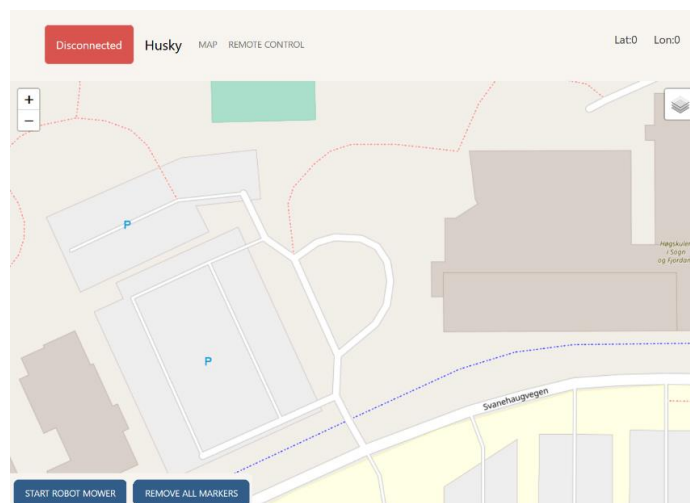 Disconnected Husky MAP REMOTE CONTROL Lat:0 Lon:0
+
−
P
Høgskulen
i Sogn
og Fjordane
P
Svanehaugvegen
START ROBOT MOWER REMOVE ALL MARKERS